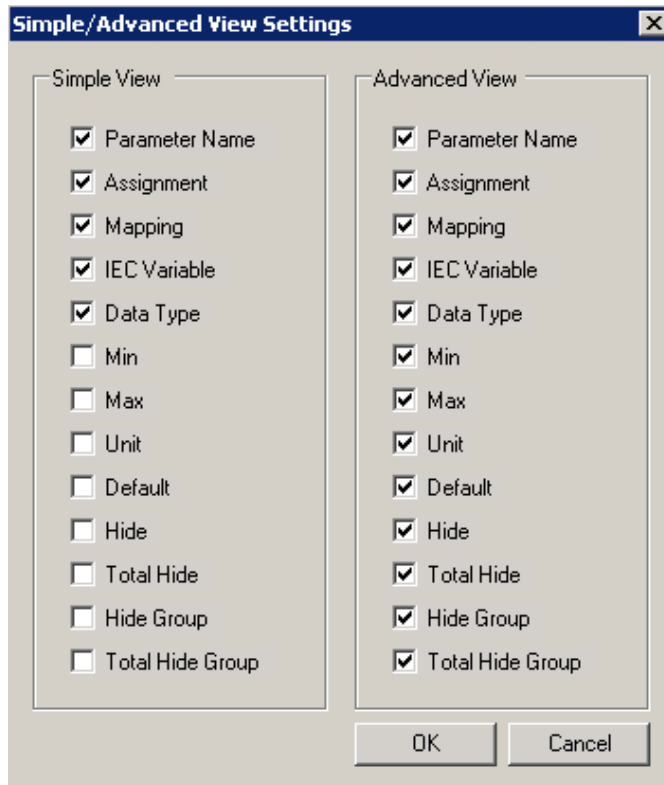 Simple/Advanced View Settings
Simple View
Parameter Name
Assignment
Mapping
IEC Variable
Data Type
Min
Max
Unit
Default
Hide
Total Hide
Hide Group
Total Hide Group
Advanced View
Parameter Name
Assignment
Mapping
IEC Variable
Data Type
Min
Max
Unit
Default
Hide
Total Hide
Hide Group
Total Hide Group
OK
Cancel